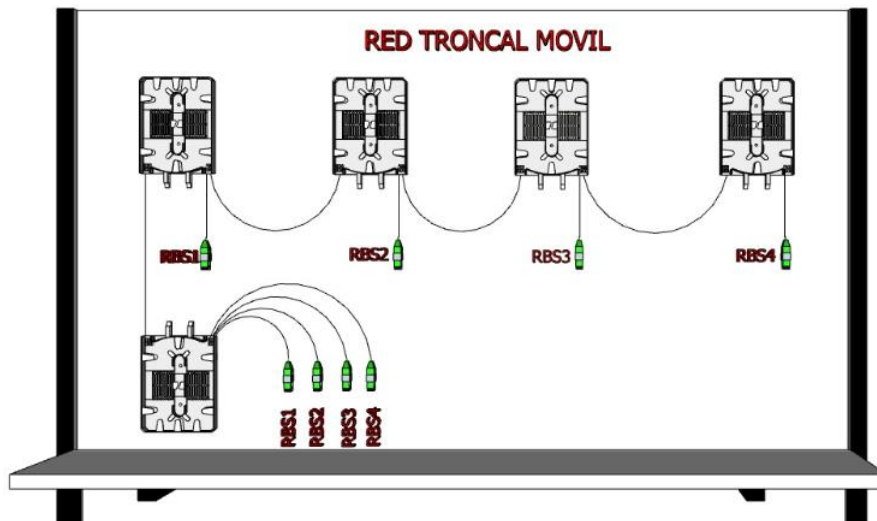 RED TRONCAL MOVIL
RBS1
RBS2
RBS3
RBS4
RBS1
RBS2
RBS3
RBS4